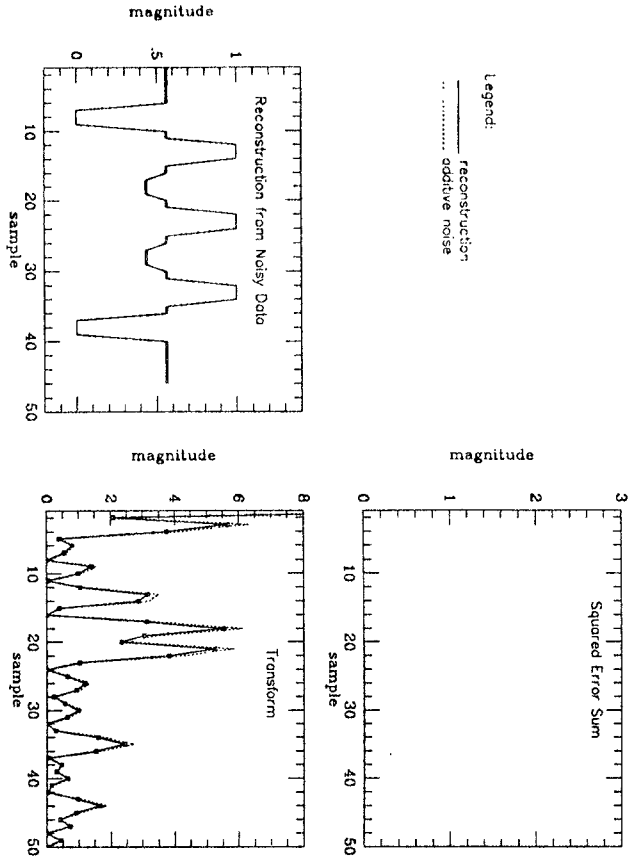 Legend:
reconstruction
additive noise
Squared Error Sum
magnitude
0 1 2 3
10 20 30 40 50
sample
Reconstruction from Noisy Data
magnitude
0 .5 1
10 20 30 40 50
sample
Transform
magnitude
0 2 4 6 8
10 20 30 40 50
sample